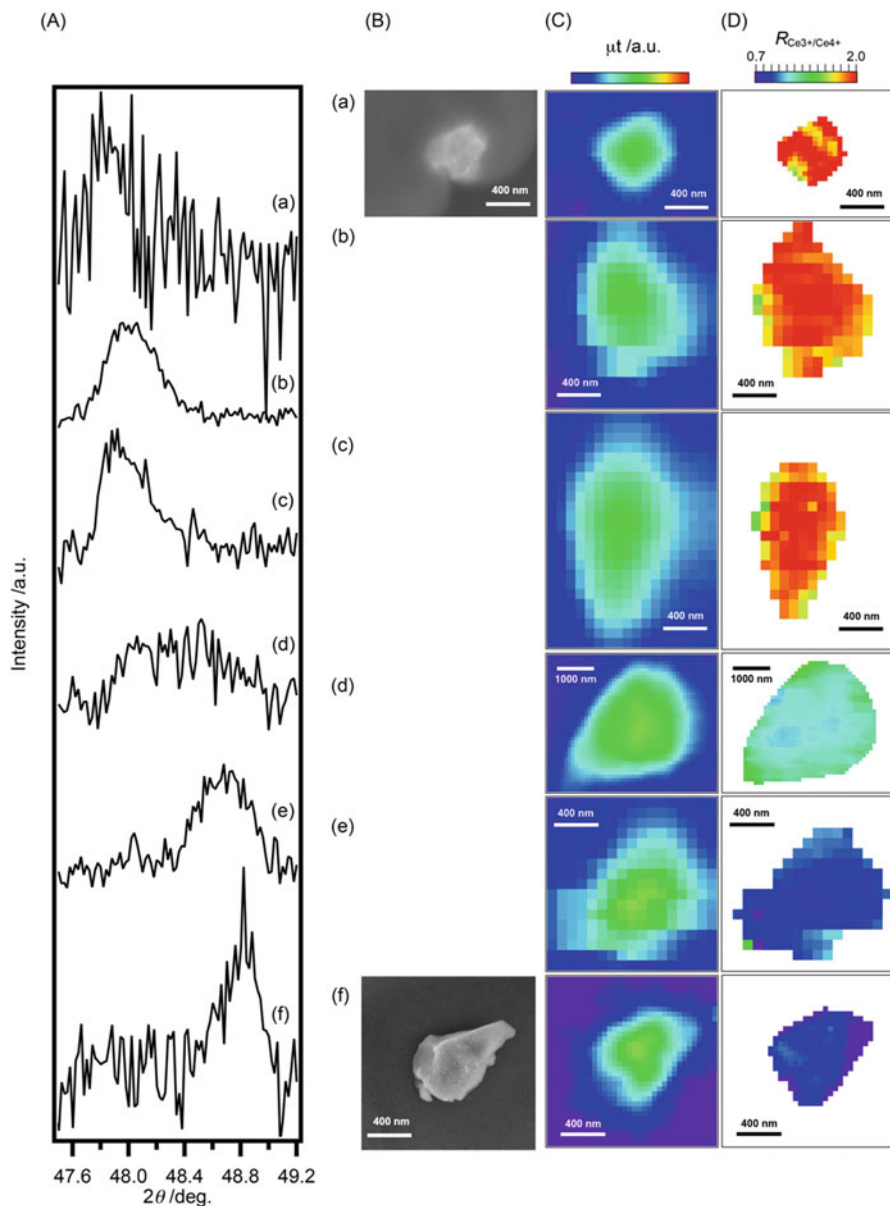 (A)
(B)
(C)
(D)
μt /a.u.
R Ce3+/Ce4+
0.7 2.0
(a)
(b)
(c)
(d)
(e)
(f)
Intensity /a.u.
47.6 48.0 48.4 48.8 49.2
2θ /deg.
(a)
400 nm
400 nm
400 nm
(b)
400 nm
400 nm
(c)
400 nm
400 nm
(d)
1000 nm
1000 nm
(e)
400 nm
400 nm
(f)
400 nm
400 nm
400 nm